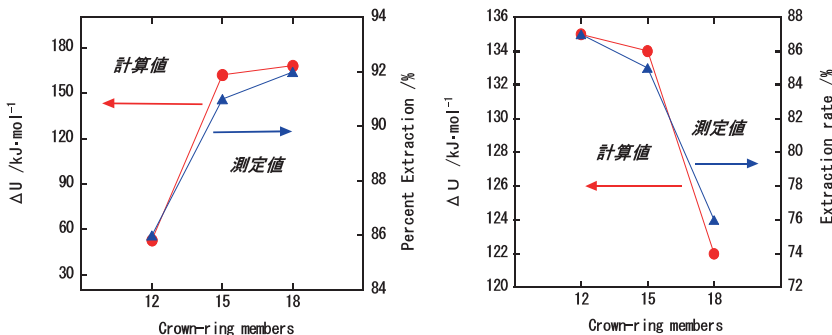 ΔU /kJ·mol⁻¹
180
150
120
90
60
30
計算値
測定値
94
92
90
88
86
84
Percent Extraction /%
12 15 18
Crown-ring members
ΔU /kJ·mol⁻¹
136
134
132
130
128
126
124
122
120
計算値
測定値
88
86
84
82
80
78
76
74
72
Extraction rate /%
12 15 18
Crown-ring members